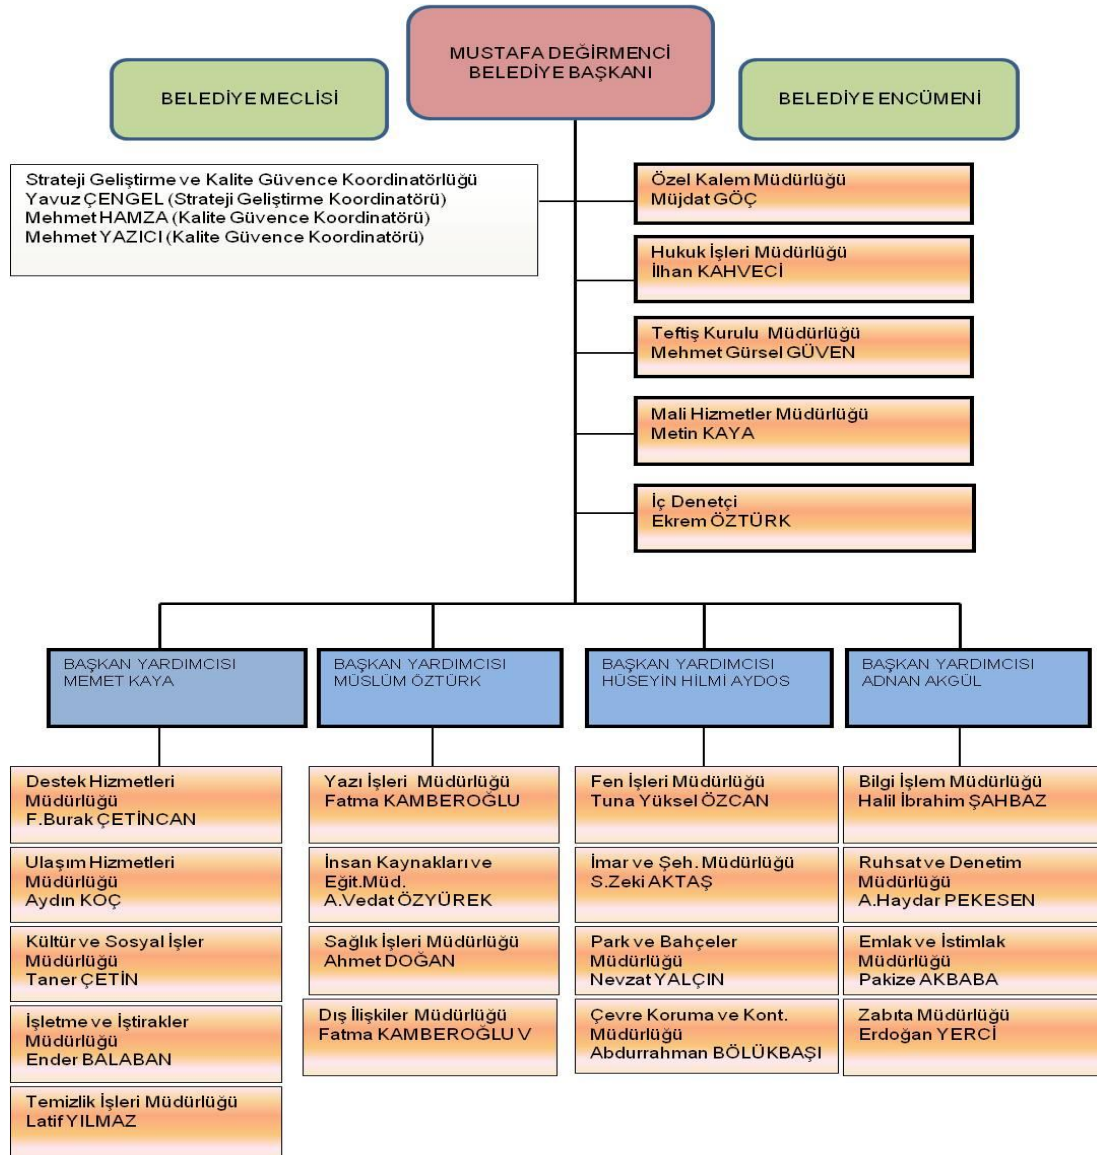 MUSTAFA DEĞİRMENCİ
BELEDİYE BAŞKANI
BELEDİYE MECLİSİ
BELEDİYE ENCÜMENİ
Strateji Geliştirme ve Kalite Güvence Koordinatörlüğü
Yavuz ÇENGEL (Strateji Geliştirme Koordinatörü)
Mehmet HAMZA (Kalite Güvence Koordinatörü)
Mehmet YAZICI (Kalite Güvence Koordinatörü)
Özel Kalem Müdürlüğü
Müjdat GÖÇ
Hukuk İşleri Müdürlüğü
İlhan KAHVECİ
Teftiş Kurulu Müdürlüğü
Mehmet Gürsel GÜVEN
Mali Hizmetler Müdürlüğü
Metin KAYA
İç Denetçi
Ekrem ÖZTÜRK
BAŞKAN YARDIMCISI
MEMET KAYA
BAŞKAN YARDIMCISI
MÜSLÜM ÖZTÜRK
BAŞKAN YARDIMCISI
HÜSEYİN HİLMİ AYDOS
BAŞKAN YARDIMCISI
ADNAN AKGÜL
Destek Hizmetleri
Müdürlüğü
F.Burak ÇETİNCAN
Ulaşım Hizmetleri
Müdürlüğü
Aydın KOÇ
Kültür ve Sosyal İşler
Müdürlüğü
Taner ÇETİN
İşletme ve İştirakler
Müdürlüğü
Ender BALABAN
Temizlik İşleri Müdürlüğü
Latif YILMAZ
Yazı İşleri Müdürlüğü
Fatma KAMBEROĞLU
İnsan Kaynakları ve
Eğit.Müd.
A.Vedat ÖZYÜREK
Sağlık İşleri Müdürlüğü
Ahmet DOĞAN
Dış İlişkiler Müdürlüğü
Fatma KAMBEROĞLU V
Fen İşleri Müdürlüğü
Tuna Yüksel ÖZCAN
İmar ve Şeh. Müdürlüğü
S.Zeki AKTAŞ
Park ve Bahçeler
Müdürlüğü
Nevzat YALÇIN
Çevre Koruma ve Kont.
Müdürlüğü
Abdurrahman BÖLÜKBAŞI
Bilgi İşlem Müdürlüğü
Halil İbrahim ŞAHBAZ
Ruhsat ve Denetim
Müdürlüğü
A.Haydar PEKESEN
Emlak ve İstimlak
Müdürlüğü
Pakize AKBABA
Zabıta Müdürlüğü
Erdoğan YERCİ